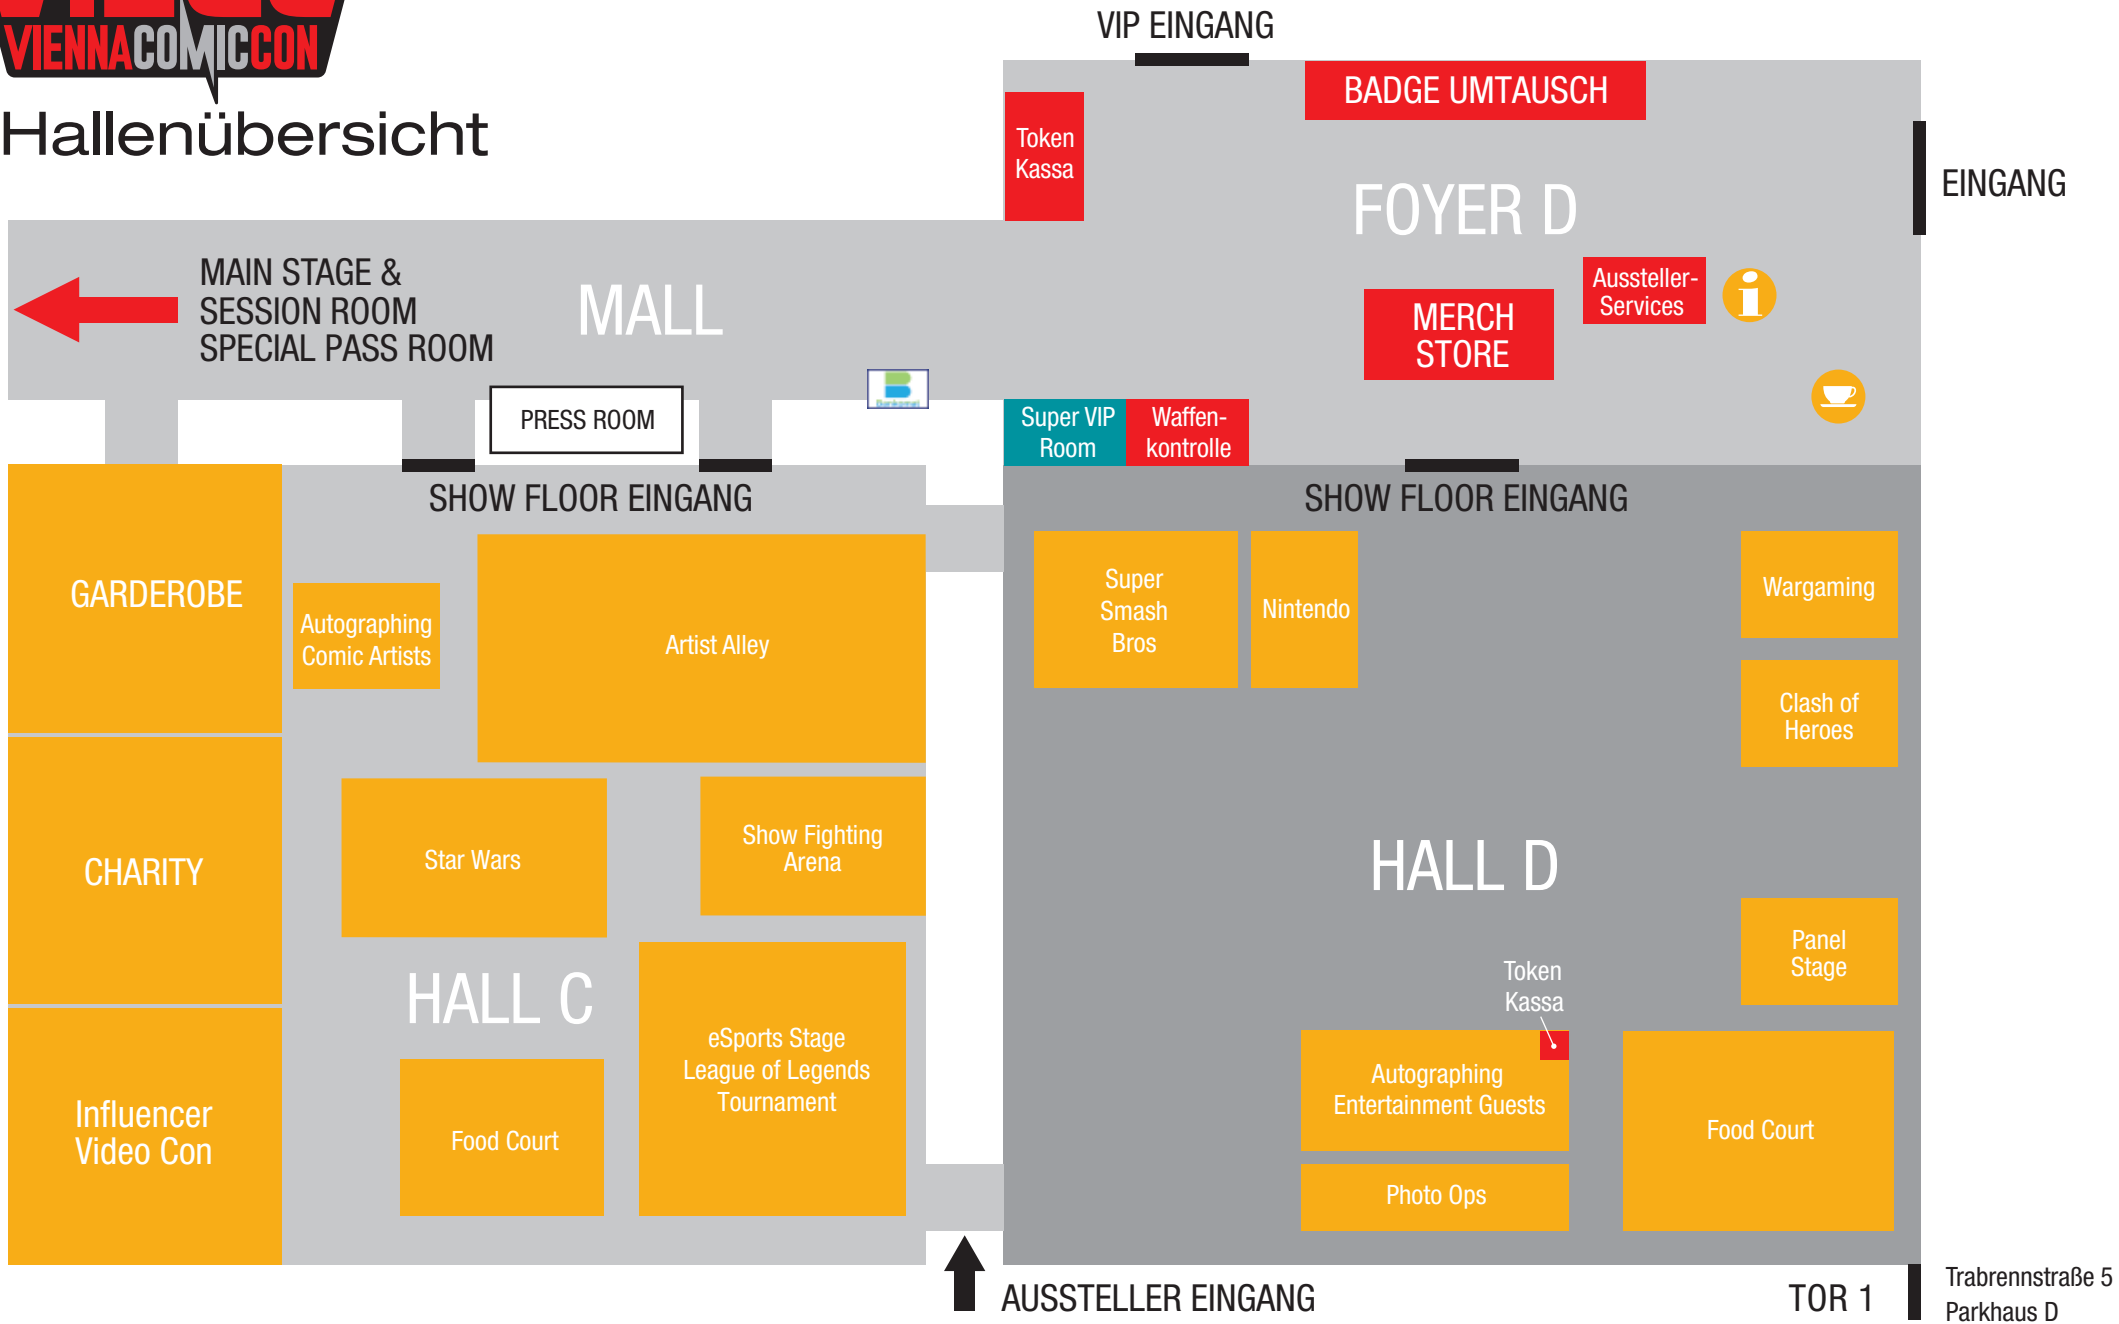 VIENNACOMICCON
Hallenübersicht
VIP EINGANG
BADGE UMTAUSCH
Token
Kassa
FOYER D
EINGANG
MAIN STAGE &
SESSION ROOM
SPECIAL PASS ROOM
MALL
Aussteller-
Services
i
MERCH
STORE
Bankomat
PRESS ROOM
Super VIP
Room
Waffen-
kontrolle
SHOW FLOOR EINGANG
SHOW FLOOR EINGANG
GARDEROBE
Autographing
Comic Artists
Artist Alley
Super
Smash
Bros
Nintendo
Wargaming
Clash of
Heroes
CHARITY
Star Wars
Show Fighting
Arena
HALL D
HALL C
Panel
Stage
Token
Kassa
eSports Stage
League of Legends
Tournament
Autographing
Entertainment Guests
Influencer
Video Con
Food Court
Food Court
Photo Ops
AUSSTELLER EINGANG
TOR 1
Trabrennstraße 5
Parkhaus D